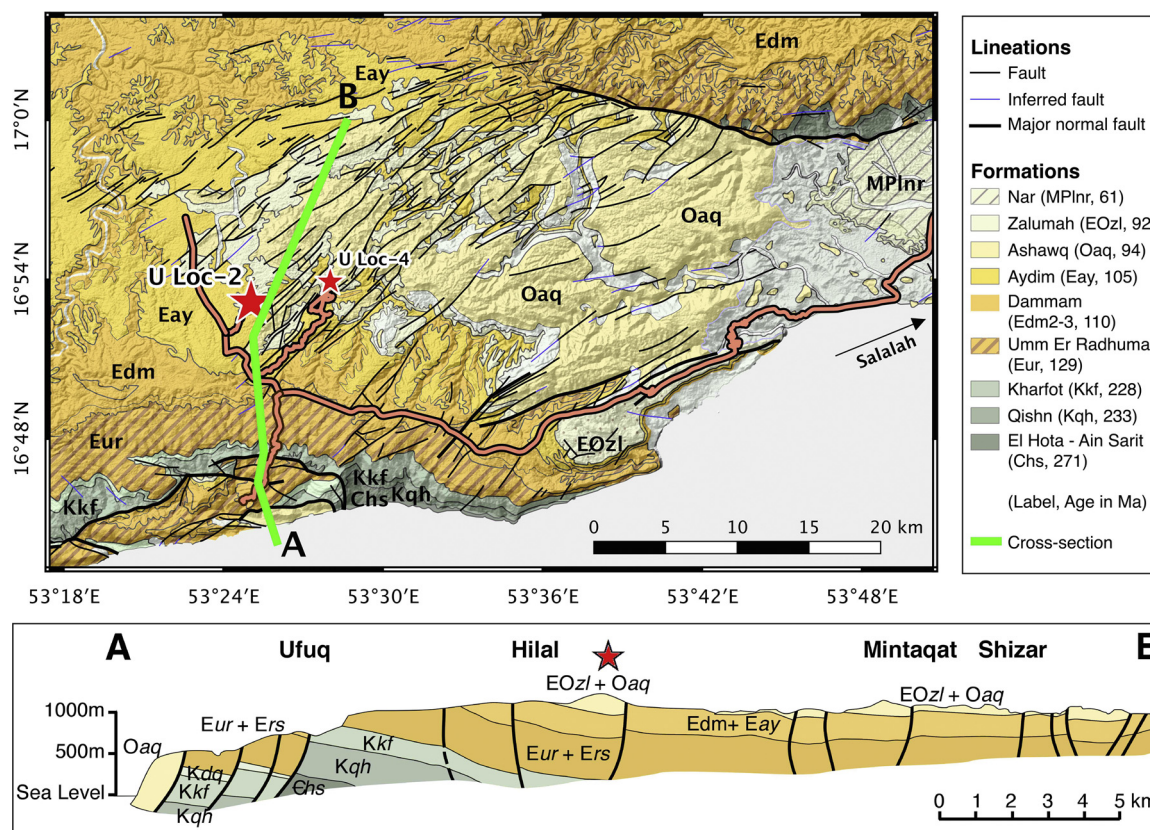 Edm
Eay
B
17°0′N
MPlnr
Oaq
U Loc-4
U Loc-2
16°54′N
Oaq
Eay
Salalah
Edm
16°48′N
Eur
EOzl
Kkf
Chs Kqh
Kkf
A
0 5 10 15 20 km
53°18′E 53°24′E 53°30′E 53°36′E 53°42′E 53°48′E
Lineations
Fault
Inferred fault
Major normal fault
Formations
Nar (MPlnr, 61)
Zalumah (EOzl, 92
Ashawq (Oaq, 94)
Aydim (Eay, 105)
Dammam
(Edm2-3, 110)
Umm Er Radhuma
(Eur, 129)
Kharfot (Kkf, 228)
Qishn (Kqh, 233)
El Hota - Ain Sarit
(Chs, 271)
(Label, Age in Ma)
Cross-section
A Ufuq Hilal Mintaqat Shizar B
EOzl + Oaq EOzl + Oaq
1000m
Eur + Ers Edm+ Eay
Oaq Kkf Eur + Ers
500m
Kqh
Kdq
Sea Level Kkf Chs
Kqh
0 1 2 3 4 5 km